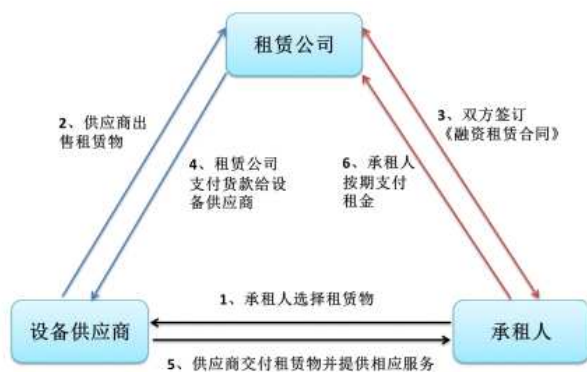 租赁公司
2、供应商出
售租赁物
3、双方签订
《融资租赁合同》
4、租赁公司
支付货款给设
备供应商
6、承租人
按期支付
租金
1、承租人选择租赁物
设备供应商
承租人
5、供应商交付租赁物并提供相应服务